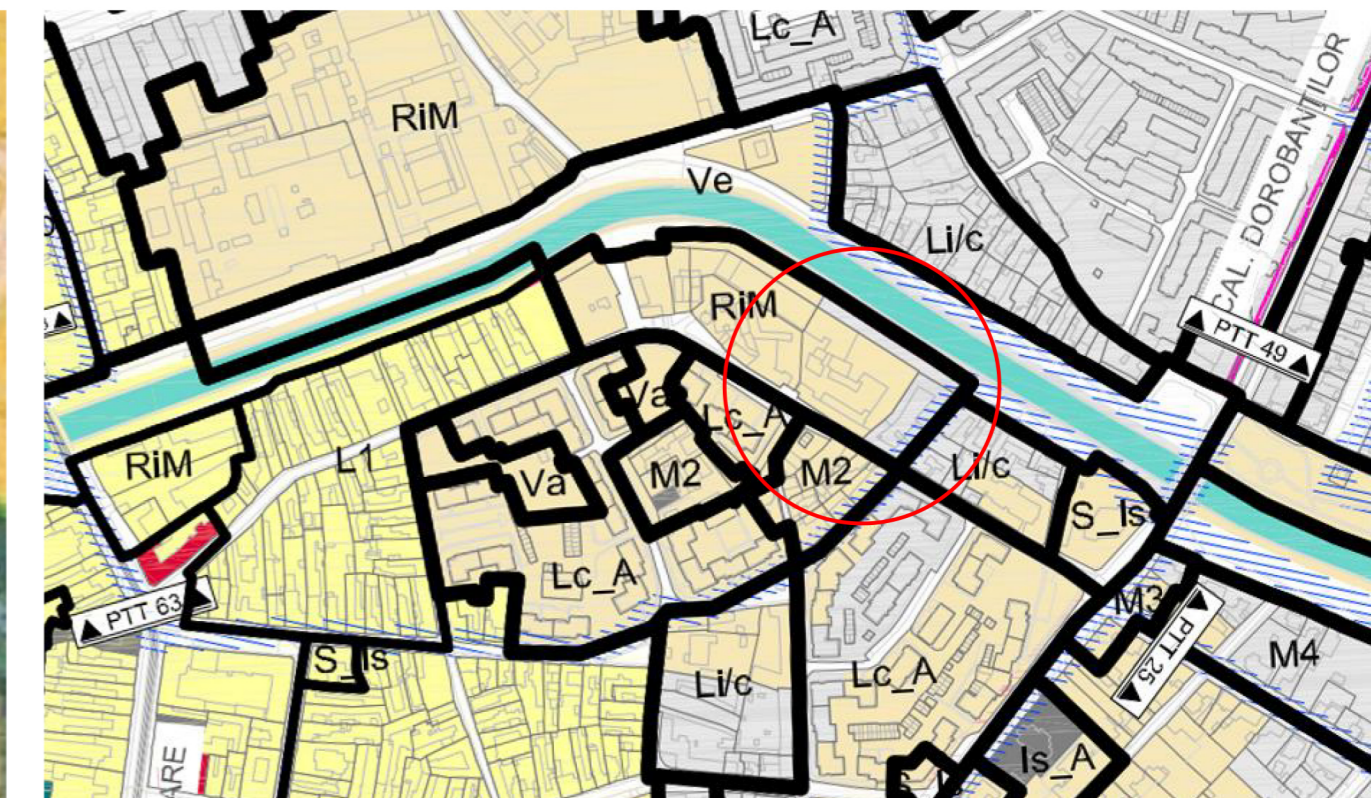 Lc_A
CAL. DOROBANTILOR
RiM
Ve
Li/c
RiM
PTT 49
Va
Lc_A
RiM
L1
Va
M2
M2
Li/c
S_Is
Lc_A
PTT 63
M3
PTT 25
S_Is
Li/c
Lc_A
M4
Is_A
ARE